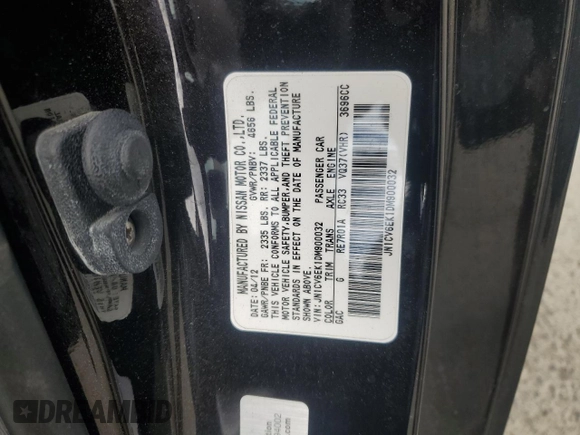 MANUFACTURED BY NISSAN MOTOR CO.,LTD.
DATE: 04/12 GVWR/PNBV: 4656 LBS.
GAWR/PNBE FR: 2335 LBS. RR: 2337 LBS.
THIS VEHICLE CONFORMS TO ALL APPLICABLE FEDERAL
MOTOR VEHICLE SAFETY,BUMPER,AND THEFT PREVENTION
STANDARDS IN EFFECT ON THE DATE OF MANUFACTURE
SHOWN ABOVE.
VIN: JN1CV6EK1DM900032 PASSENGER CAR
COLOR TRIM TRANS AXLE ENGINE
GAC G RE7R01A RC33 VQ37(VHR) 3696CC
JN1CV6EK1DM900032
DREAMBID